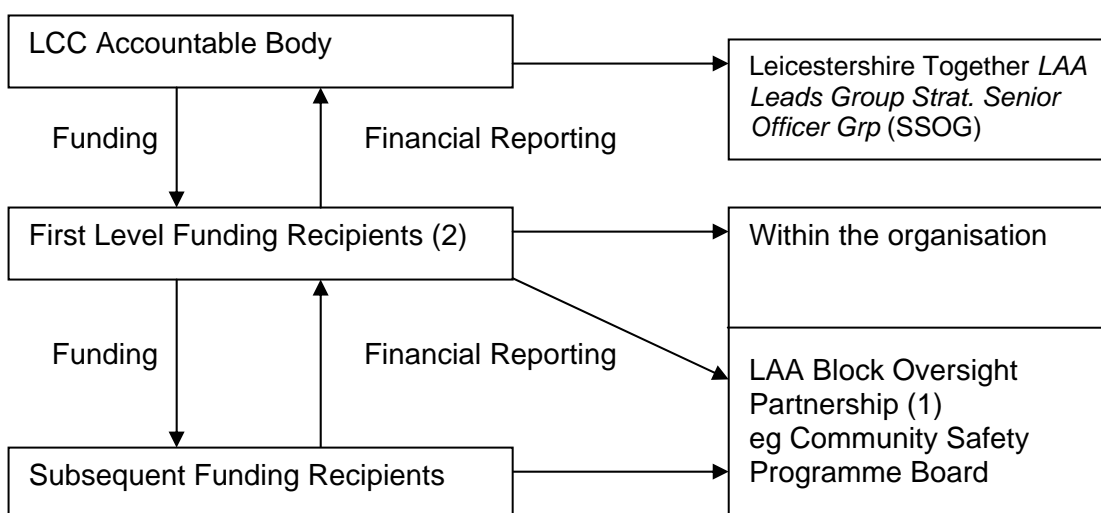 LCC Accountable Body
Leicestershire Together LAA
Leads Group Strat. Senior
Officer Grp (SSOG)
Funding
Financial Reporting
First Level Funding Recipients (2)
Within the organisation
Funding
Financial Reporting
LAA Block Oversight
Partnership (1)
eg Community Safety
Programme Board
Subsequent Funding Recipients